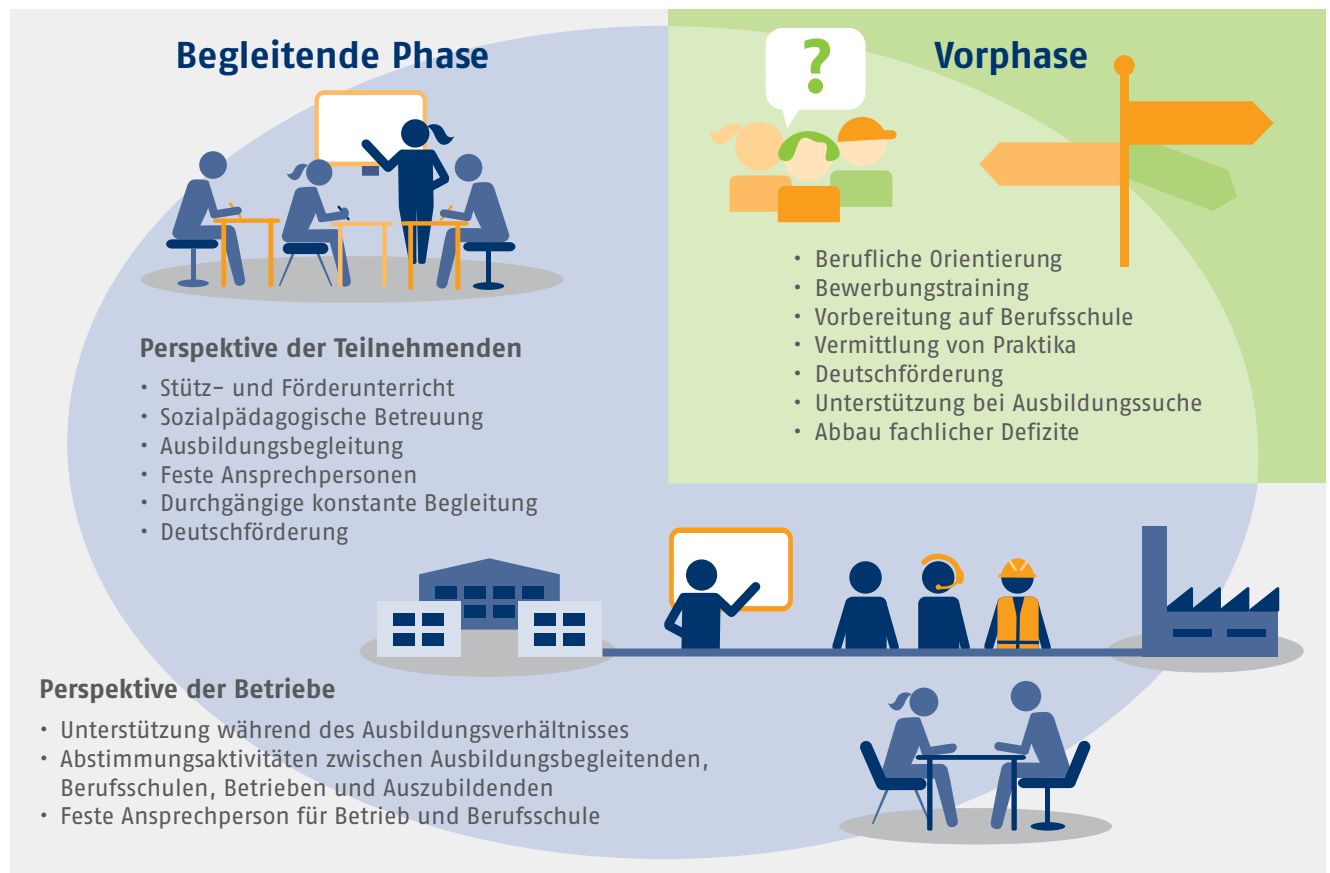 Begleitende Phase
Perspektive der Teilnehmenden
• Stütz- und Förderunterricht
• Sozialpädagogische Betreuung
• Ausbildungsbegleitung
• Feste Ansprechpersonen
• Durchgängige konstante Begleitung
• Deutschförderung
Vorphase
?
• Berufliche Orientierung
• Bewerbungstraining
• Vorbereitung auf Berufsschule
• Vermittlung von Praktika
• Deutschförderung
• Unterstützung bei Ausbildungssuche
• Abbau fachlicher Defizite
Perspektive der Betriebe
• Unterstützung während des Ausbildungsverhältnisses
• Abstimmungsaktivitäten zwischen Ausbildungsbegleitenden,
Berufsschulen, Betrieben und Auszubildenden
• Feste Ansprechperson für Betrieb und Berufsschule